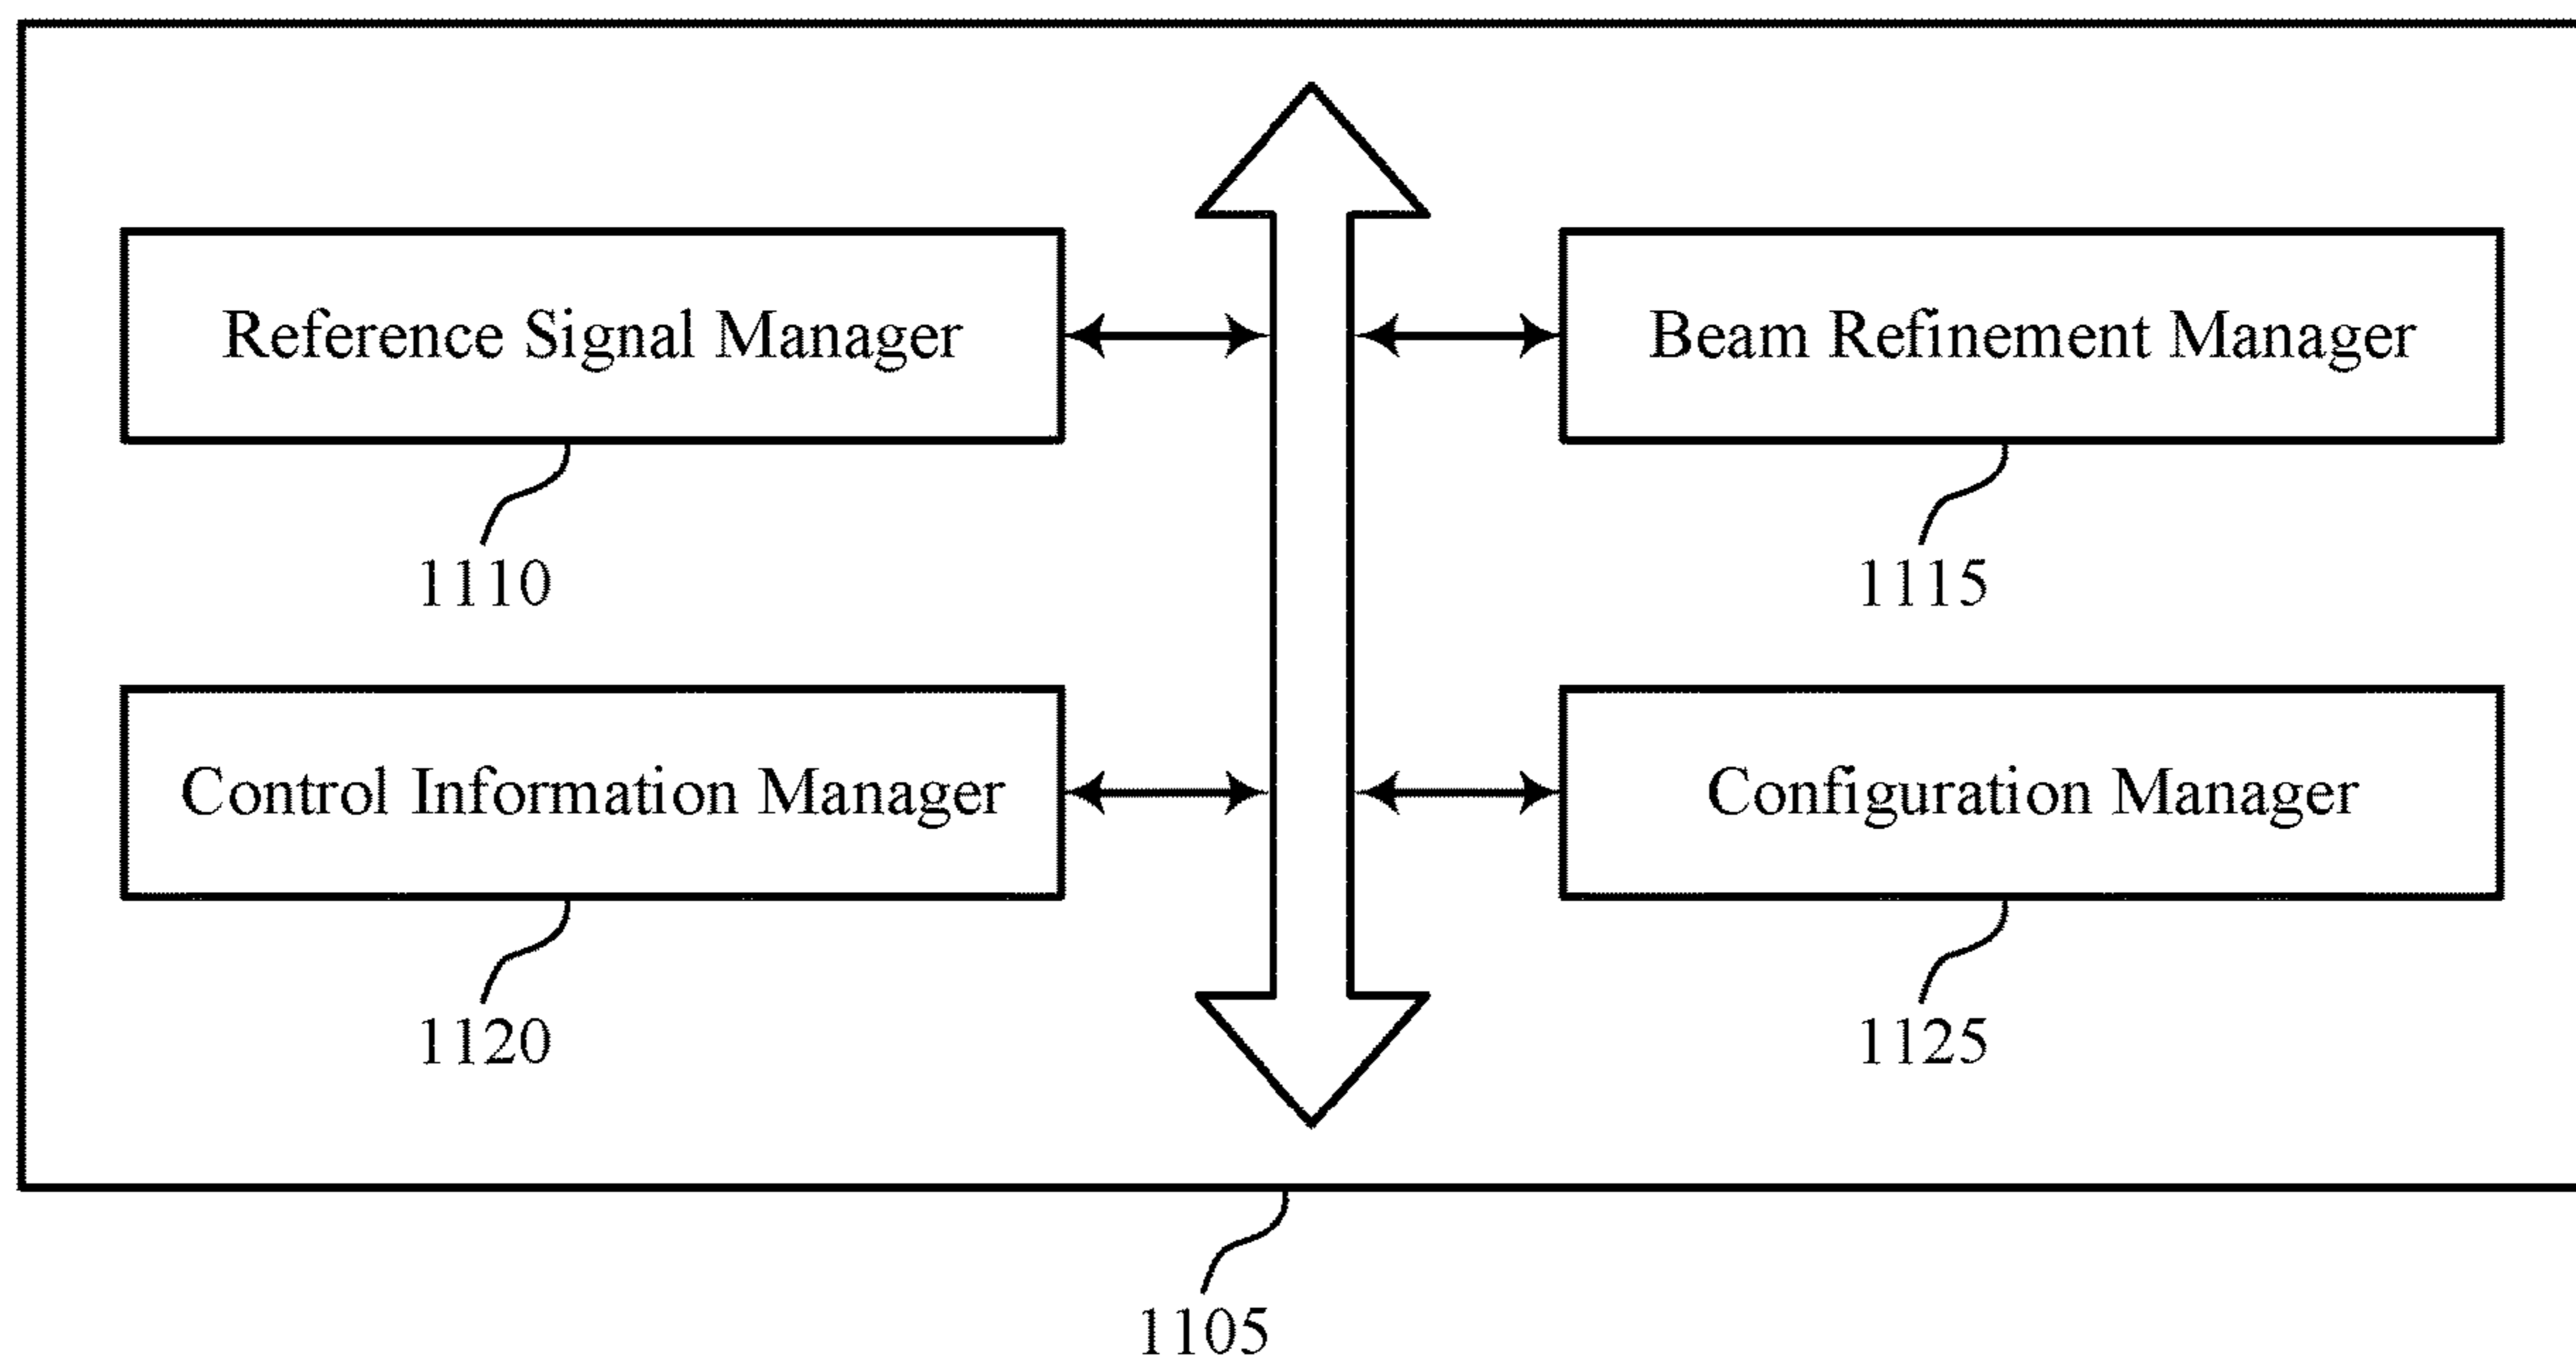 Reference Signal Manager
Beam Refinement Manager
1110
1115
Control Information Manager
Configuration Manager
1120
1125
1105